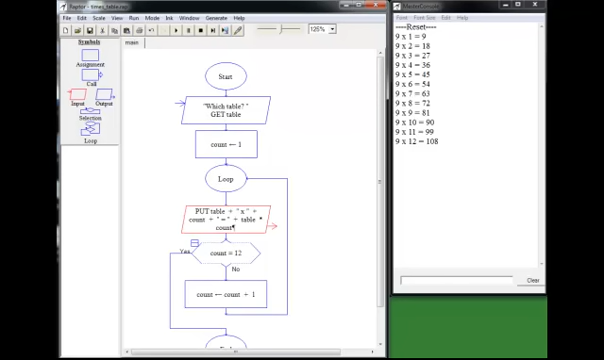 Raptor - times_table.rap
File Edit Scale View Run Mode Ink Window Generate Help
125%
Symbols
Assignment
Call
Input Output
Selection
Loop
main
Start
"Which table? "
GET table
count ← 1
Loop
PUT table + " x " +
count + " = " + table *
count¶
Yes
count = 12
No
count ← count + 1
End
MasterConsole
Font Font Size Edit Help
----Reset----
9 x 1 = 9
9 x 2 = 18
9 x 3 = 27
9 x 4 = 36
9 x 5 = 45
9 x 6 = 54
9 x 7 = 63
9 x 8 = 72
9 x 9 = 81
9 x 10 = 90
9 x 11 = 99
9 x 12 = 108
Clear